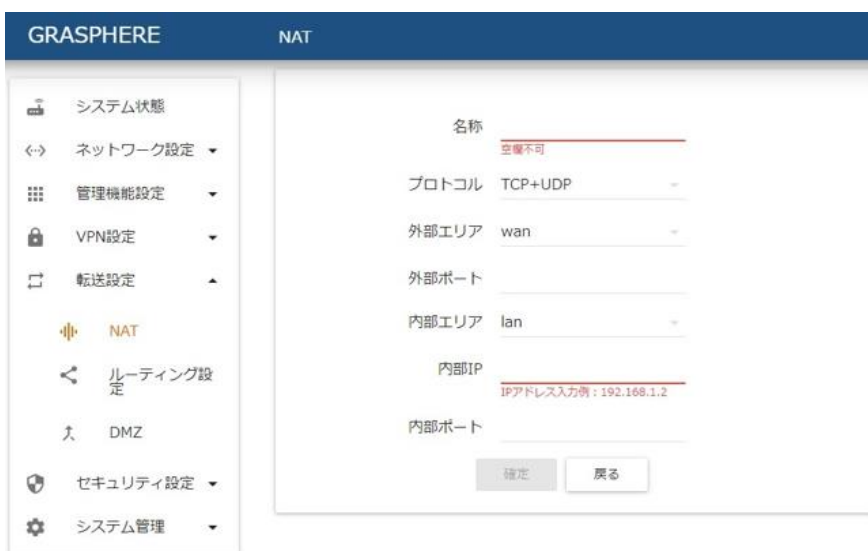 GRASPHERE
NAT
システム状態
ネットワーク設定
管理機能設定
VPN設定
転送設定
NAT
ルーティング設
定
DMZ
セキュリティ設定
システム管理
名称
空欄不可
プロトコル TCP+UDP
外部エリア wan
外部ポート
内部エリア lan
内部IP
IPアドレス入力例：192.168.1.2
内部ポート
確定 戻る